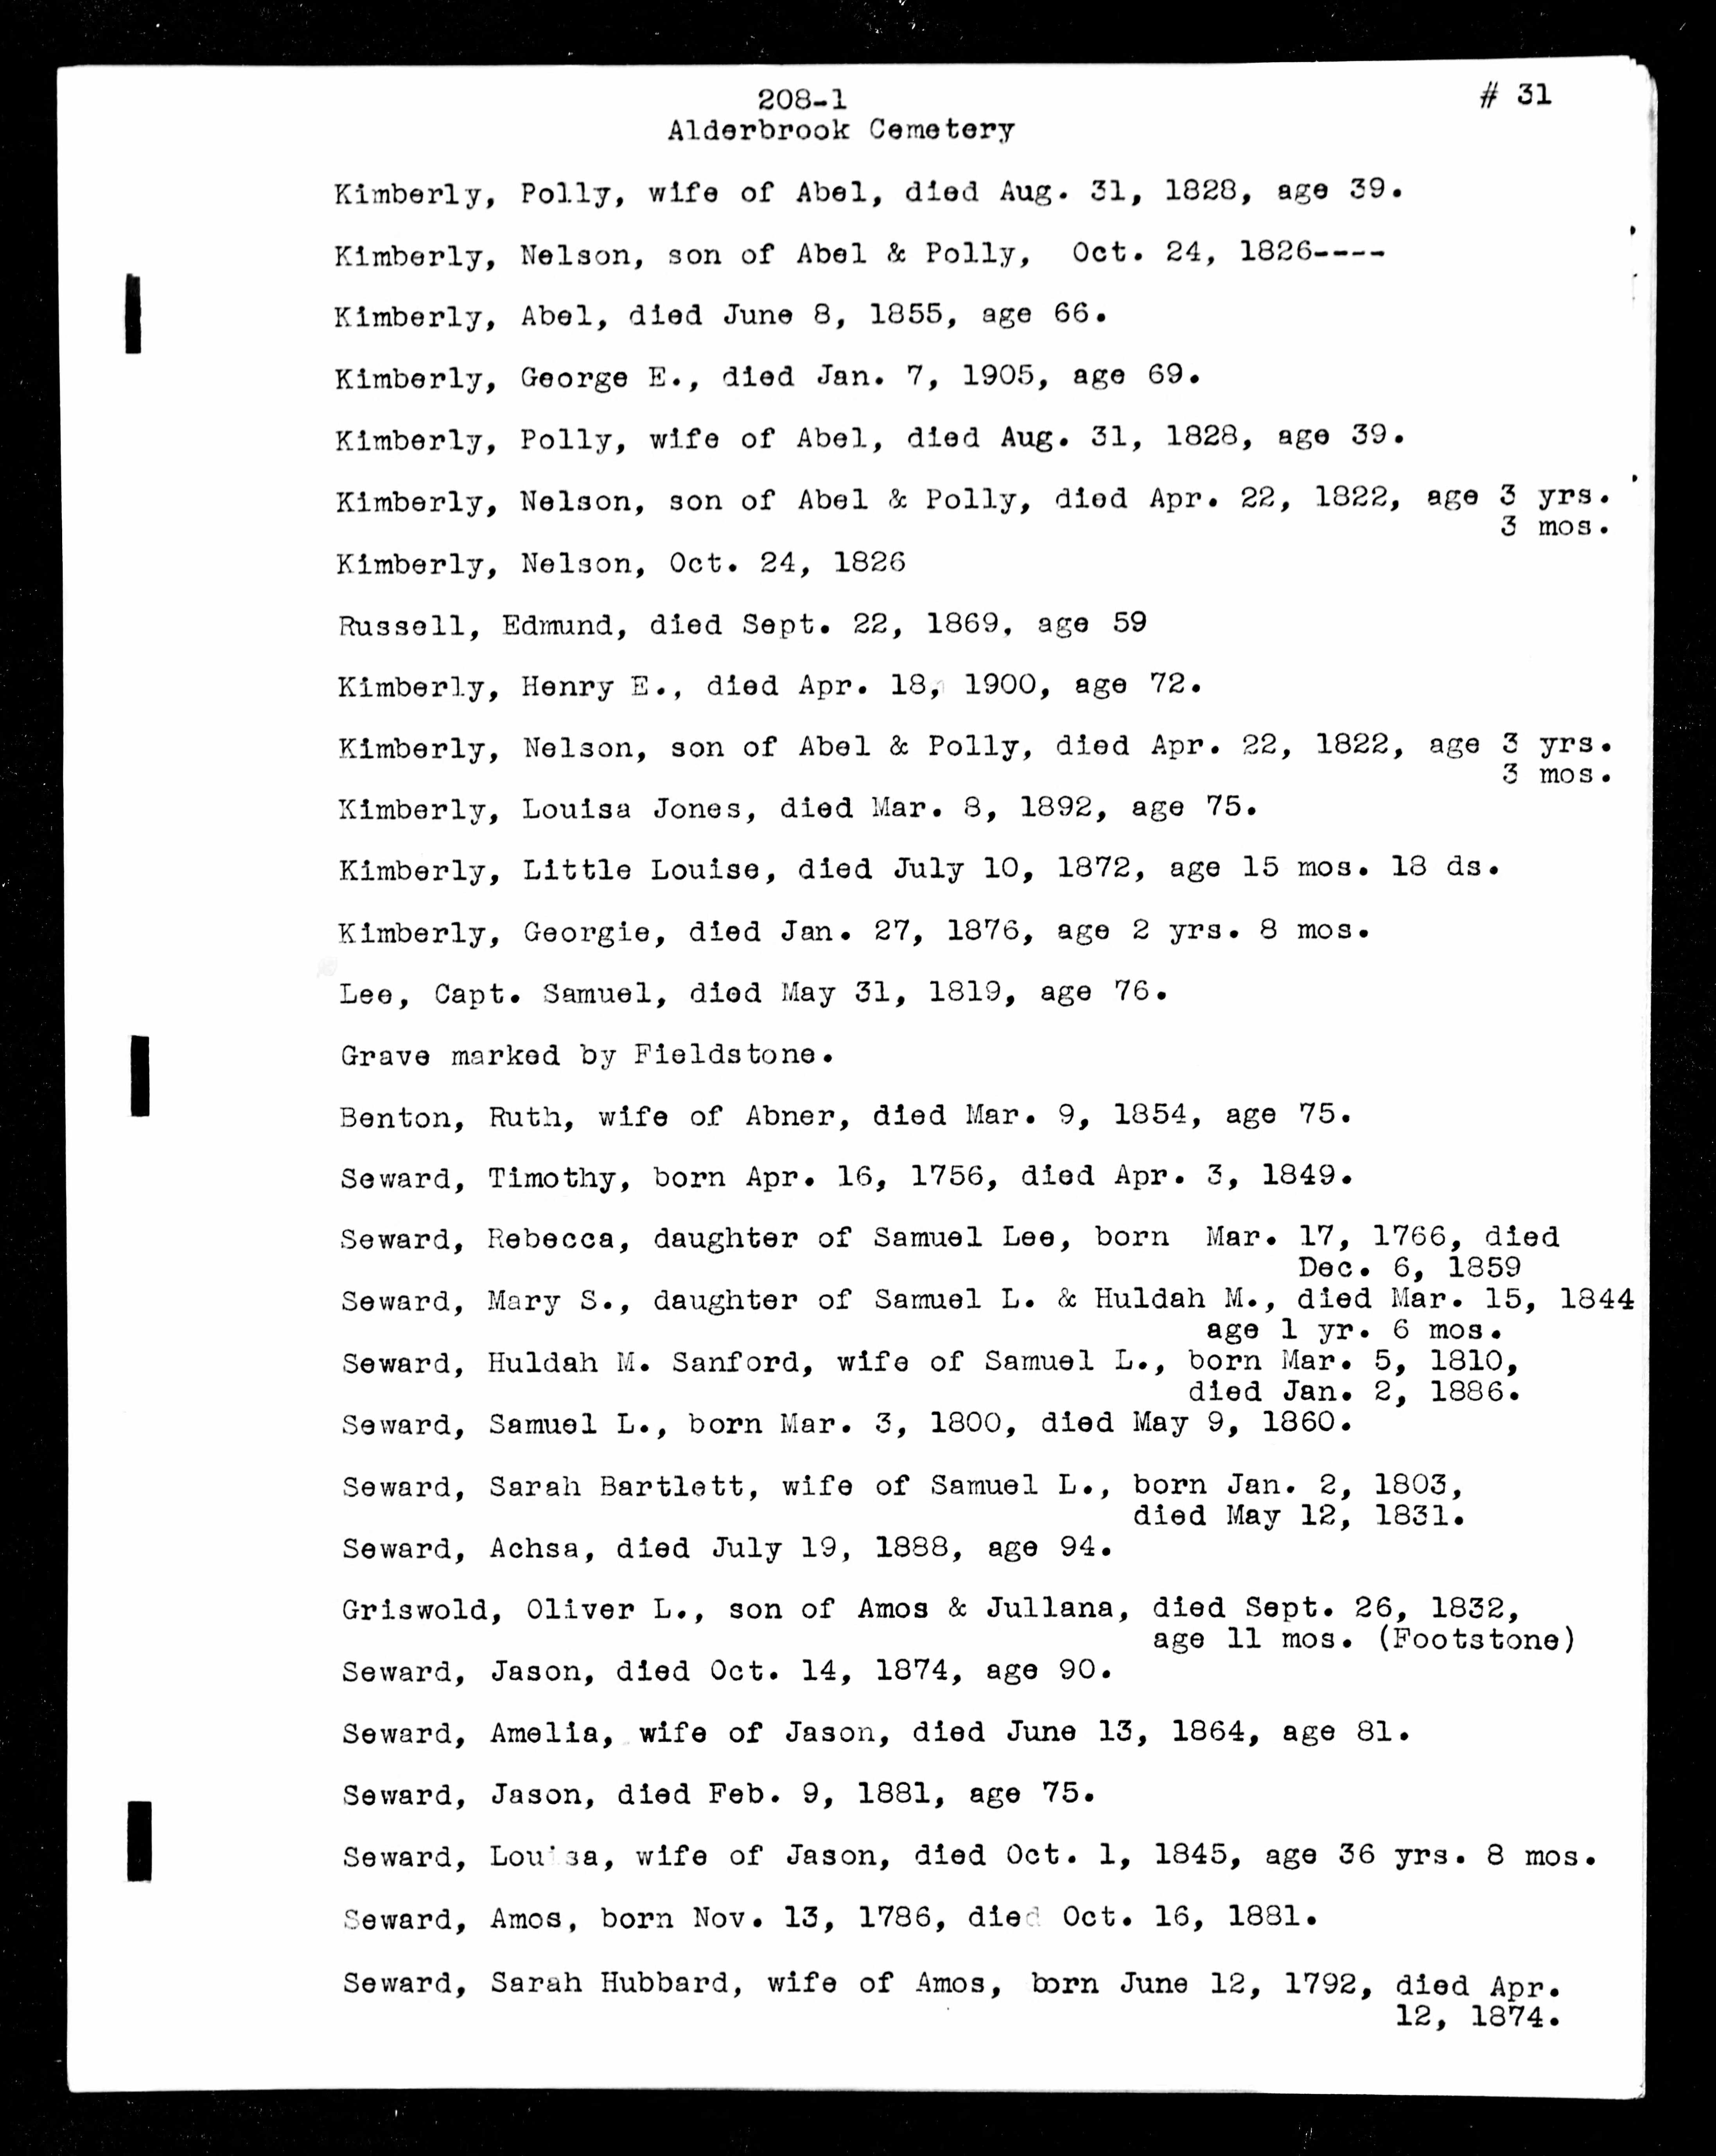 208-1
# 31
Alderbrook Cemetery
Kimberly, Polly, wife of Abel, died Aug. 31, 1828, age 39.
Kimberly, Nelson, son of Abel & Polly, Oct. 24, 1826----
Kimberly, Abel, died June 8, 1855, age 66.
Kimberly, George E., died Jan. 7, 1905, age 69.
Kimberly, Polly, wife of Abel, died Aug. 31, 1828, age 39.
Kimberly, Nelson, son of Abel & Polly, died Apr. 22, 1822, age 3 yrs.
3 mos.
Kimberly, Nelson, Oct. 24, 1826
Russell, Edmund, died Sept. 22, 1869, age 59
Kimberly, Henry E., died Apr. 18, 1900, age 72.
Kimberly, Nelson, son of Abel & Polly, died Apr. 22, 1822, age 3 yrs.
3 mos.
Kimberly, Louisa Jones, died Mar. 8, 1892, age 75.
Kimberly, Little Louise, died July 10, 1872, age 15 mos. 18 ds.
Kimberly, Georgie, died Jan. 27, 1876, age 2 yrs. 8 mos.
Lee, Capt. Samuel, died May 31, 1819, age 76.
Grave marked by Fieldstone.
Benton, Ruth, wife of Abner, died Mar. 9, 1854, age 75.
Seward, Timothy, born Apr. 16, 1756, died Apr. 3, 1849.
Seward, Rebecca, daughter of Samuel Lee, born Mar. 17, 1766, died
Dec. 6, 1859
Seward, Mary S., daughter of Samuel L. & Huldah M., died Mar. 15, 1844
age 1 yr. 6 mos.
Seward, Huldah M. Sanford, wife of Samuel L., born Mar. 5, 1810,
died Jan. 2, 1886.
Seward, Samuel L., born Mar. 3, 1800, died May 9, 1860.
Seward, Sarah Bartlett, wife of Samuel L., born Jan. 2, 1803,
died May 12, 1831.
Seward, Achsa, died July 19, 1888, age 94.
Griswold, Oliver L., son of Amos & Jullana, died Sept. 26, 1832,
age 11 mos. (Footstone)
Seward, Jason, died Oct. 14, 1874, age 90.
Seward, Amelia, wife of Jason, died June 13, 1864, age 81.
Seward, Jason, died Feb. 9, 1881, age 75.
Seward, Louisa, wife of Jason, died Oct. 1, 1845, age 36 yrs. 8 mos.
Seward, Amos, born Nov. 13, 1786, died Oct. 16, 1881.
Seward, Sarah Hubbard, wife of Amos, born June 12, 1792, died Apr.
12, 1874.